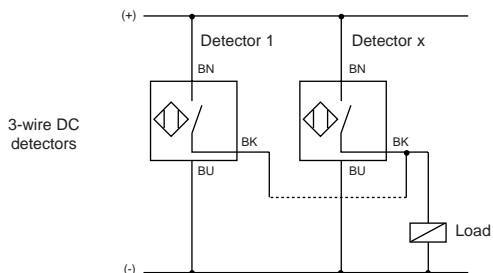 (+)
Detector 1
Detector x
BN
BN
3-wire DC
detectors
BK
BK
BU
BU
Load
(-)